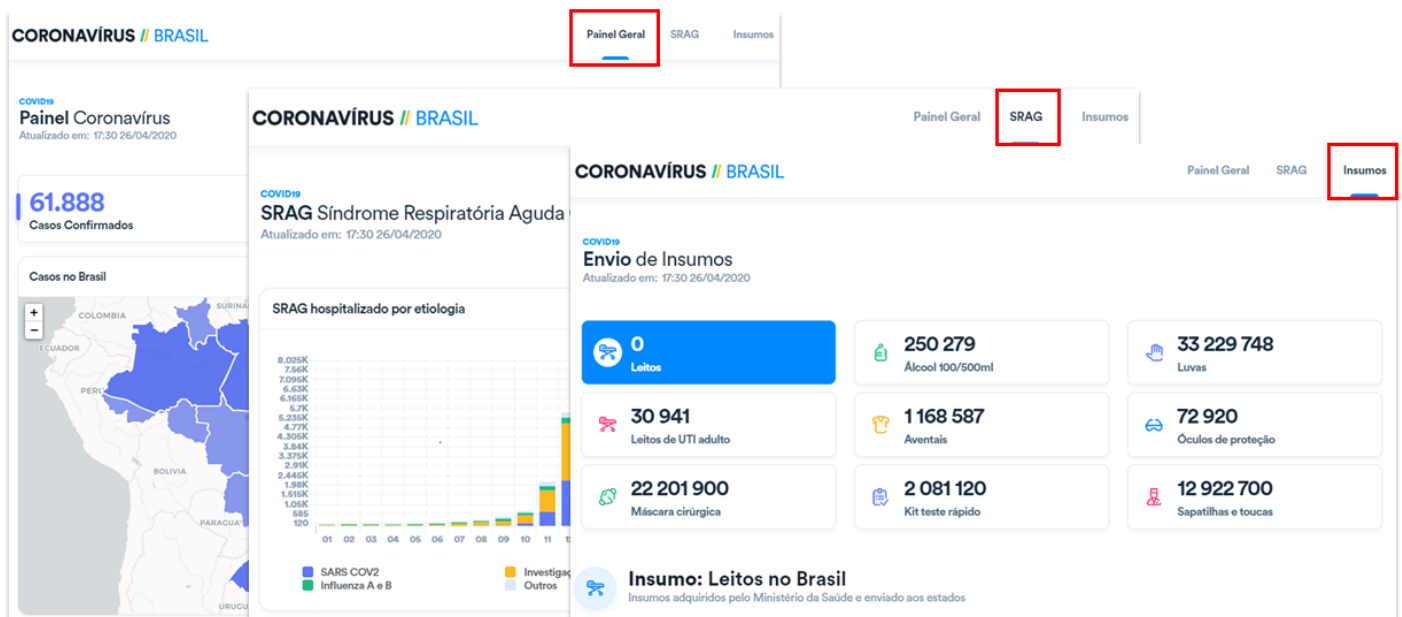 CORONAVÍRUS // BRASIL
Painel Geral SRAG Insumos
COVID19
Painel Coronavírus
Atualizado em: 17:30 26/04/2020
61.888
Casos Confirmados
Casos no Brasil
+
−
COLOMBIA
ECUADOR
PERU
BOLIVIA
CORONAVÍRUS // BRASIL
Painel Geral SRAG Insumos
COVID19
SRAG Síndrome Respiratória Aguda
Atualizado em: 17:30 26/04/2020
SRAG hospitalizado por etiologia
8.025K
7.56K
7.095K
6.63K
6.165K
5.7K
5.235K
4.77K
4.305K
3.84K
3.375K
2.91K
2.445K
1.98K
1.515K
1.05K
585
120
01 02 03 04 05 06 07 08 09 10 11
SARS COV2
Influenza A e B
Outros
CORONAVÍRUS // BRASIL
Painel Geral SRAG Insumos
COVID19
Envio de Insumos
Atualizado em: 17:30 26/04/2020
0
Leitos
250 279
Álcool 100/500ml
33 229 748
Luvas
30 941
Leitos de UTI adulto
1 168 587
Aventais
72 920
Óculos de proteção
22 201 900
Máscara cirúrgica
2 081 120
Kit teste rápido
12 922 700
Sapatilhas e toucas
Insumo: Leitos no Brasil
Insumos adquiridos pelo Ministério da Saúde e enviado aos estados